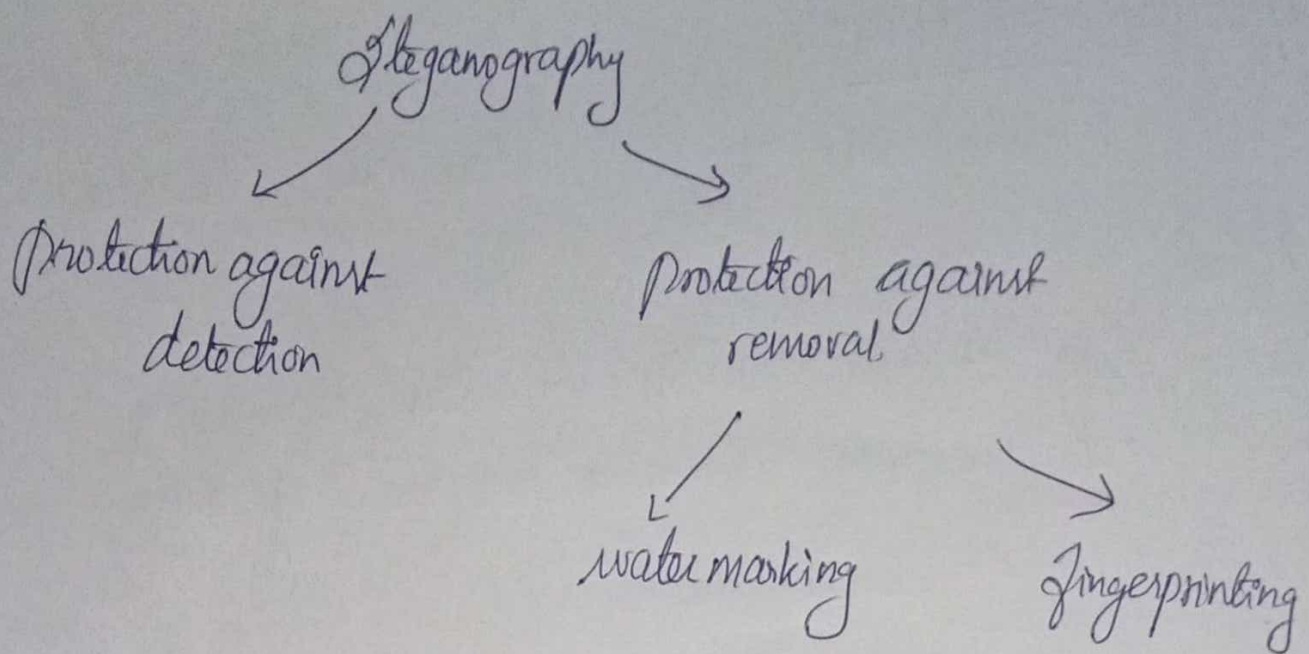 Steganography
protection against
detection
protection against
removal
watermarking
Fingerprinting